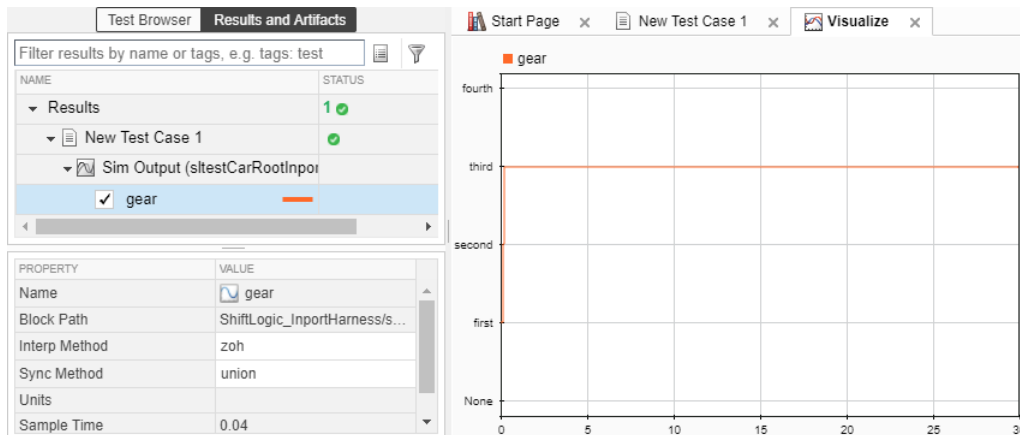 Test Browser Results and Artifacts
Filter results by name or tags, e.g. tags: test
NAME STATUS
Results 1
New Test Case 1
Sim Output (sltestCarRootInpor
gear
PROPERTY VALUE
Name gear
Block Path ShiftLogic_InportHarness/s...
Interp Method zoh
Sync Method union
Units
Sample Time 0.04
Start Page New Test Case 1 Visualize
gear
fourth
third
second
first
None
0 5 10 15 20 25 30